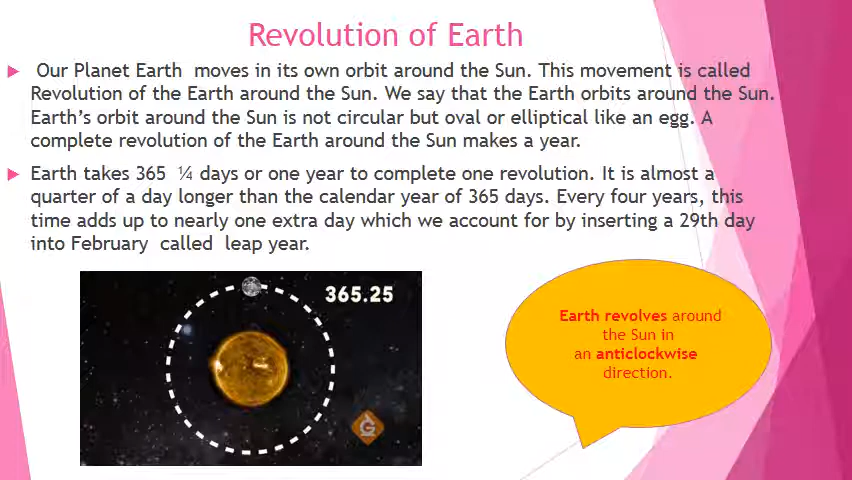 Revolution of Earth
Our Planet Earth moves in its own orbit around the Sun. This movement is called
Revolution of the Earth around the Sun. We say that the Earth orbits around the Sun.
Earth's orbit around the Sun is not circular but oval or elliptical like an egg. A
complete revolution of the Earth around the Sun makes a year.
Earth takes 365 ¼ days or one year to complete one revolution. It is almost a
quarter of a day longer than the calendar year of 365 days. Every four years, this
time adds up to nearly one extra day which we account for by inserting a 29th day
into February called leap year.
365.25
Earth revolves around
the Sun in
an anticlockwise
direction.